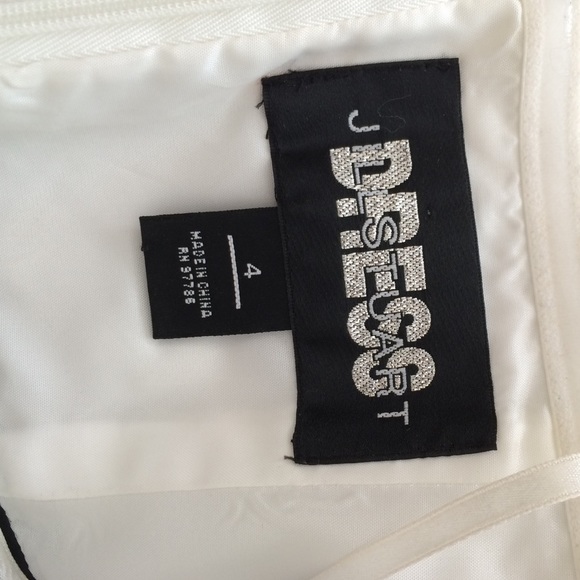 JILL STUART
DRESS
4
MADE IN CHINA
RN 97786